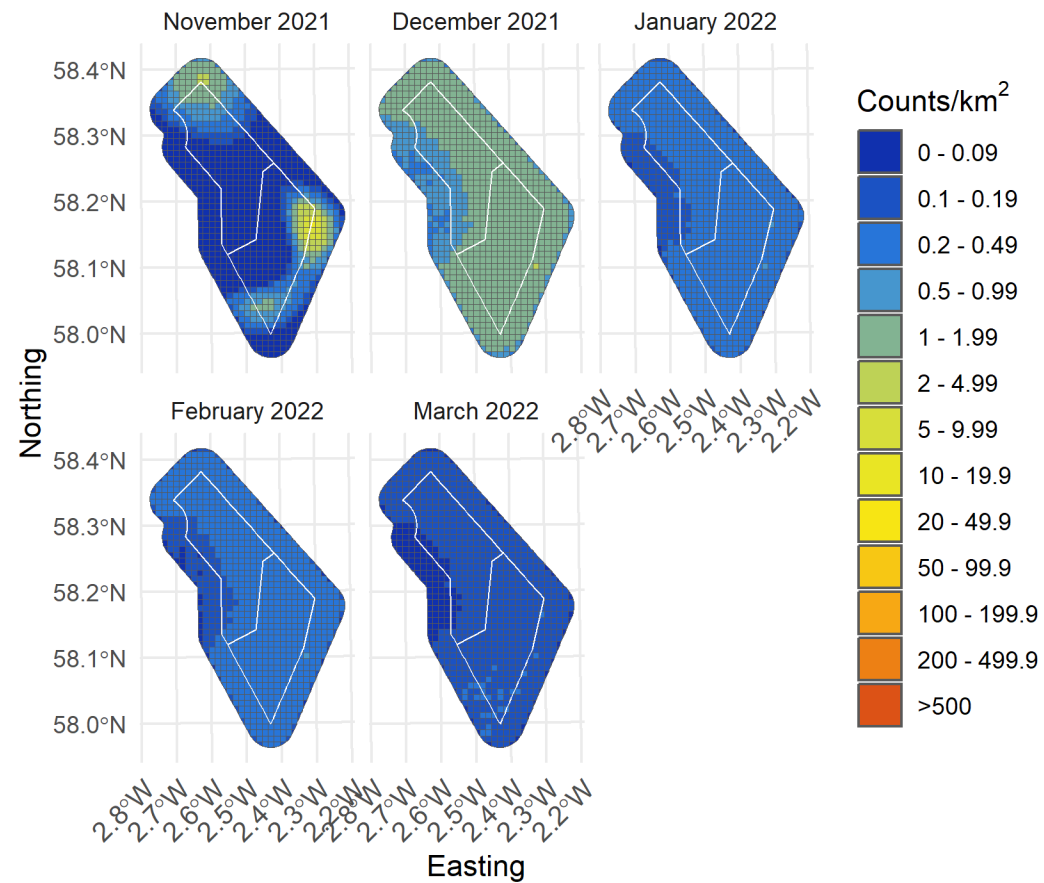 November 2021
December 2021
January 2022
58.4°N
58.3°N
58.2°N
58.1°N
58.0°N
2.8°W
2.7°W
2.6°W
2.5°W
2.4°W
2.3°W
2.2°W
February 2022
March 2022
58.4°N
58.3°N
58.2°N
58.1°N
58.0°N
2.8°W
2.7°W
2.6°W
2.5°W
2.4°W
2.3°W
2.2°W
2.8°W
2.7°W
2.6°W
2.5°W
2.4°W
2.3°W
2.2°W
Northing
Easting
Counts/km²
0 - 0.09
0.1 - 0.19
0.2 - 0.49
0.5 - 0.99
1 - 1.99
2 - 4.99
5 - 9.99
10 - 19.9
20 - 49.9
50 - 99.9
100 - 199.9
200 - 499.9
>500